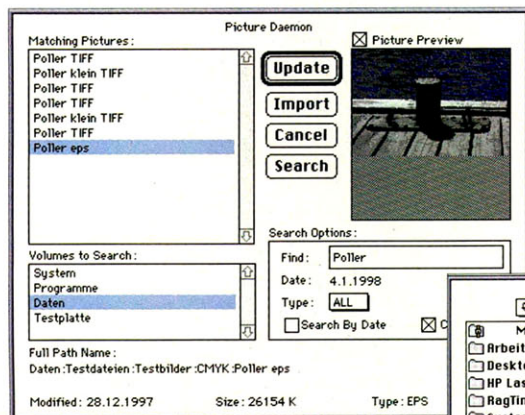 Picture Daemon
Matching Pictures:
Poller TIFF
Poller klein TIFF
Poller TIFF
Poller TIFF
Poller klein TIFF
Poller TIFF
Poller eps
Update
Import
Cancel
Search
Picture Preview
Volumes to Search:
System
Programme
Daten
Testplatte
Search Options:
Find: Poller
Date: 4.1.1998
Type: ALL
Search By Date
Full Path Name:
Daten:Testdateien:Testbilder:CMYK:Poller eps
Modified: 28.12.1997 Size: 26154 K Type: EPS
HP Las
RagTin